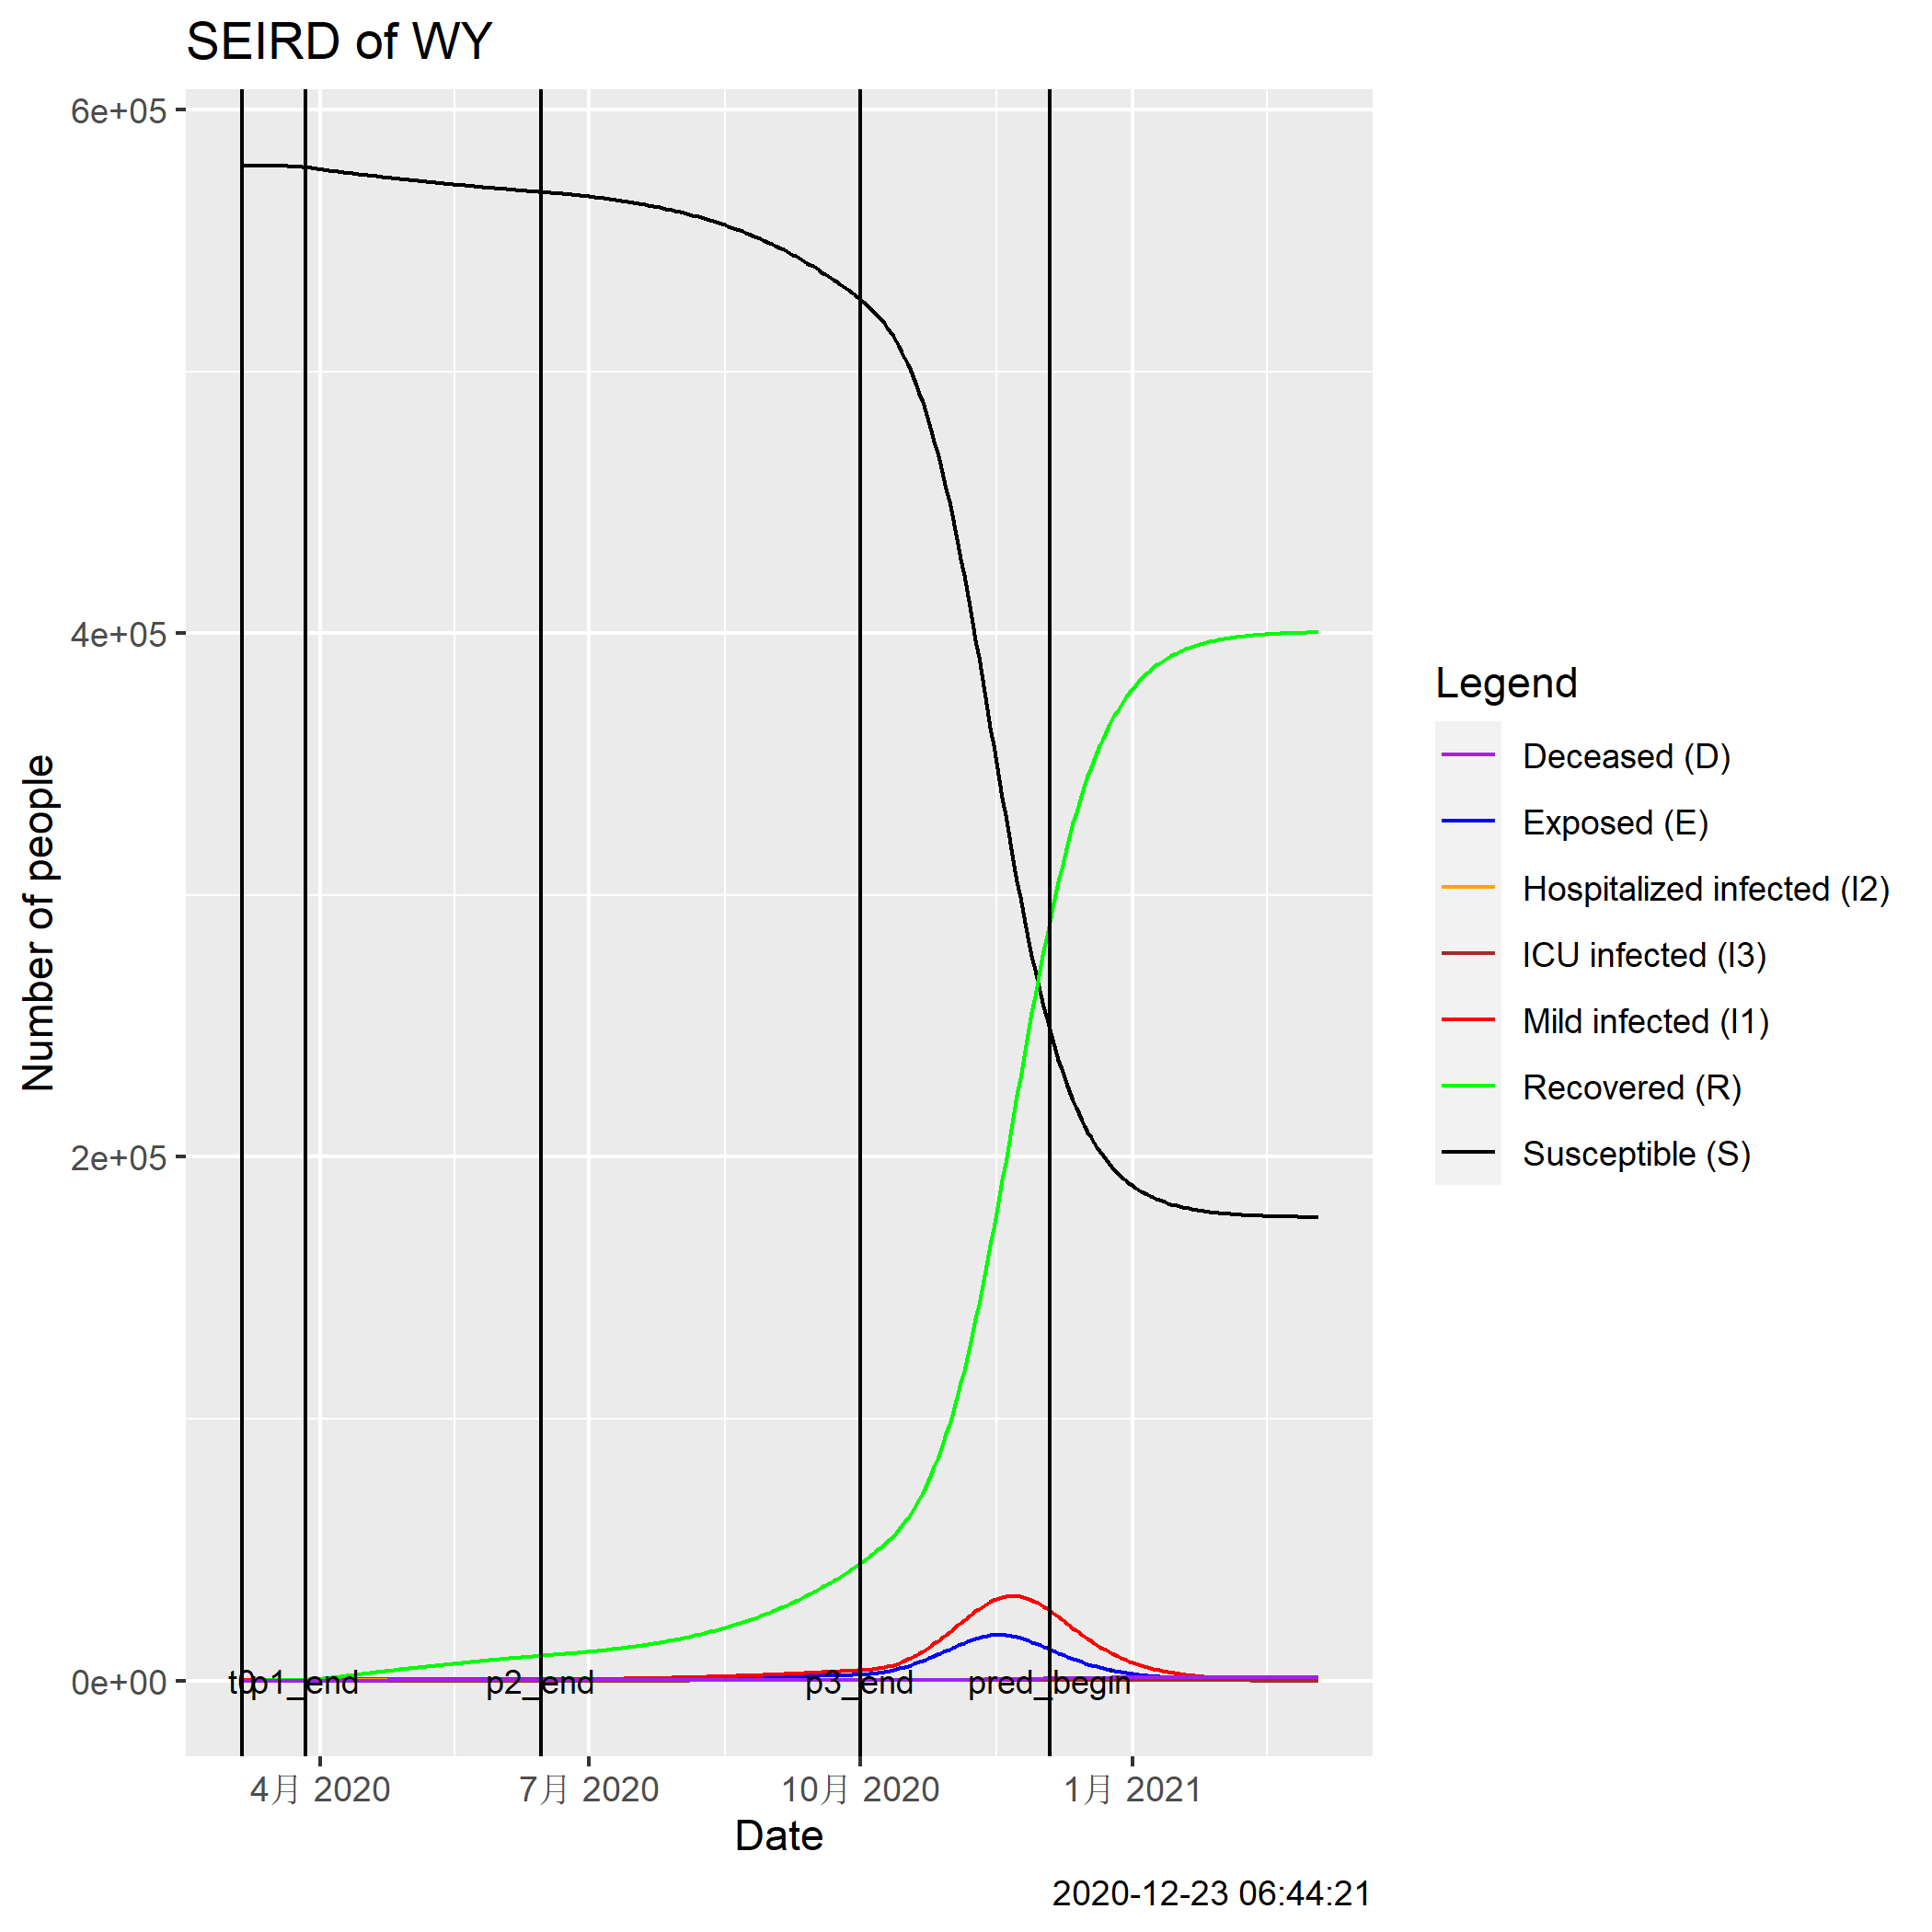 SEIRD of WY
6e+05
4e+05
2e+05
0e+00
Number of people
t0 p1_end p2_end p3_end pred_begin
4月 2020 7月 2020 10月 2020 1月 2021
Date
Legend
Deceased (D)
Exposed (E)
Hospitalized infected (I2)
ICU infected (I3)
Mild infected (I1)
Recovered (R)
Susceptible (S)
2020-12-23 06:44:21